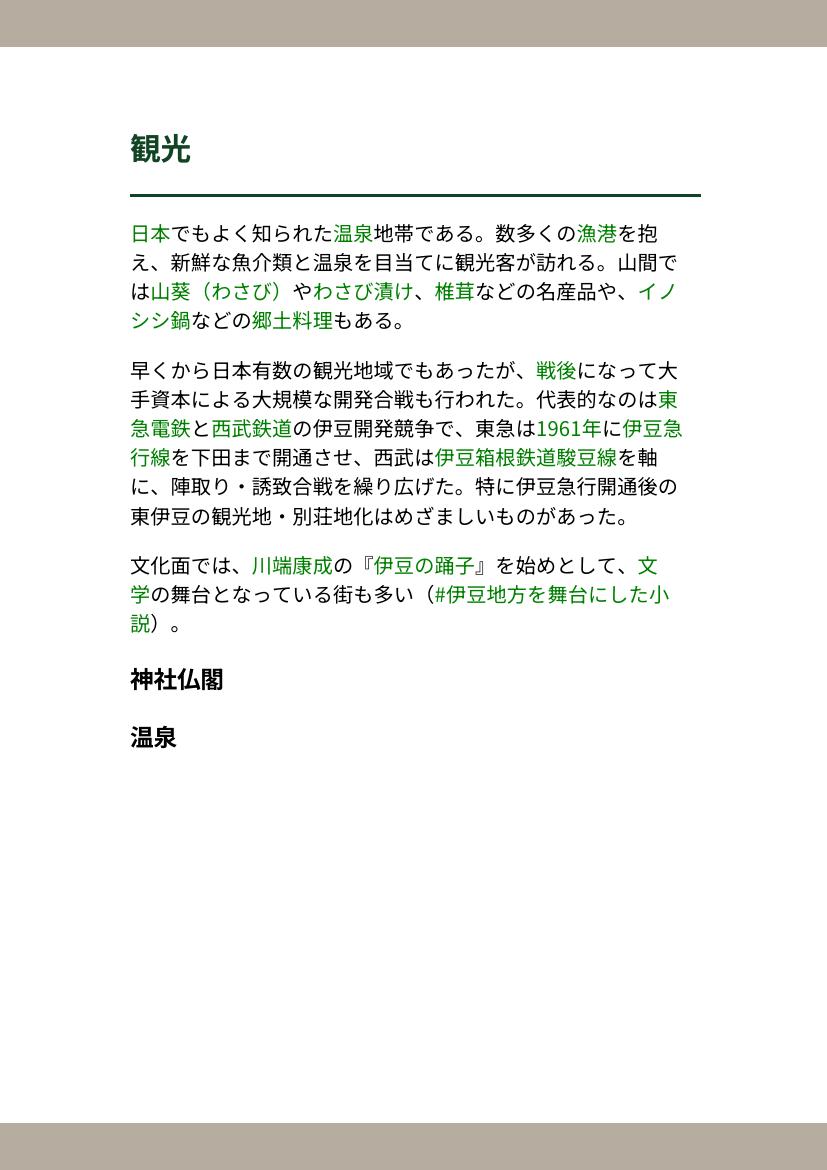 観光
日本でもよく知られた温泉地帯である。数多くの漁港を抱
え、新鮮な魚介類と温泉を目当てに観光客が訪れる。山間で
は山葵（わさび）やわさび漬け、椎茸などの名産品や、イノ
シシ鍋などの郷土料理もある。
早くから日本有数の観光地域でもあったが、戦後になって大
手資本による大規模な開発合戦も行われた。代表的なのは東
急電鉄と西武鉄道の伊豆開発競争で、東急は1961年に伊豆急
行線を下田まで開通させ、西武は伊豆箱根鉄道駿豆線を軸
に、陣取り・誘致合戦を繰り広げた。特に伊豆急行開通後の
東伊豆の観光地・別荘地化はめざましいものがあった。
文化面では、川端康成の『伊豆の踊子』を始めとして、文
学の舞台となっている街も多い（#伊豆地方を舞台にした小
説）。
神社仏閣
温泉